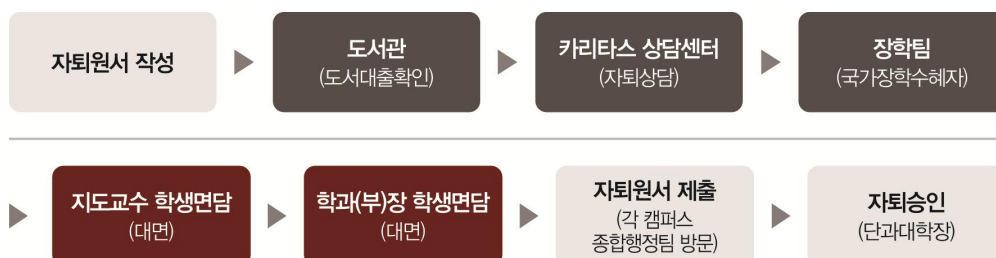 자퇴원서 작성
도서관
(도서대출확인)
카리타스 상담센터
(자퇴상담)
장학팀
(국가장학수혜자)
지도교수 학생면담
(대면)
학과(부)장 학생면담
(대면)
자퇴원서 제출
(각 캠퍼스
종합행정팀 방문)
자퇴승인
(단과대학장)